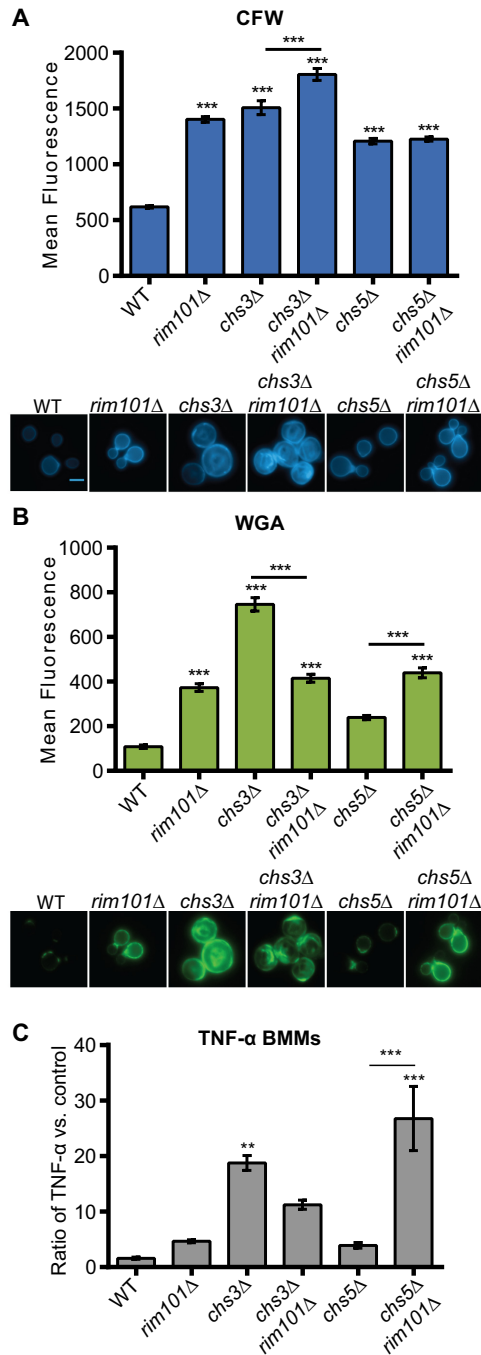 A
CFW
Mean Fluorescence
2000
1500
1000
500
0
***
***
***
***
***
***
WT
rim101Δ
chs3Δ
chs3Δ
rim101Δ
chs5Δ
chs5Δ
rim101Δ
WT
rim101Δ
chs3Δ
chs3Δ
rim101Δ
chs5Δ
chs5Δ
rim101Δ
B
WGA
Mean Fluorescence
1000
800
600
400
200
0
***
***
***
***
***
***
WT
rim101Δ
chs3Δ
chs3Δ
rim101Δ
chs5Δ
chs5Δ
rim101Δ
WT
rim101Δ
chs3Δ
chs3Δ
rim101Δ
chs5Δ
chs5Δ
rim101Δ
C
TNF-α BMMs
Ratio of TNF-α vs. control
40
30
20
10
0
**
***
***
WT
rim101Δ
chs3Δ
chs3Δ
rim101Δ
chs5Δ
chs5Δ
rim101Δ